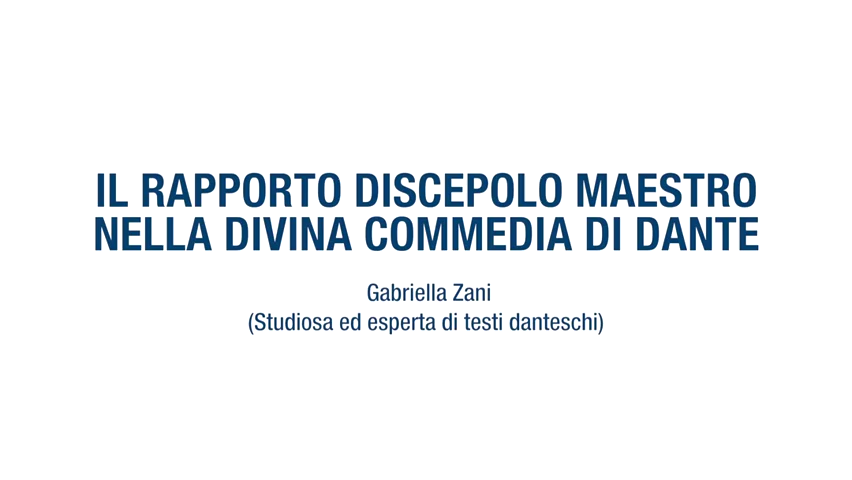 IL RAPPORTO DISCEPOLO MAESTRO
NELLA DIVINA COMMEDIA DI DANTE
Gabriella Zani
(Studiosa ed esperta di testi danteschi)